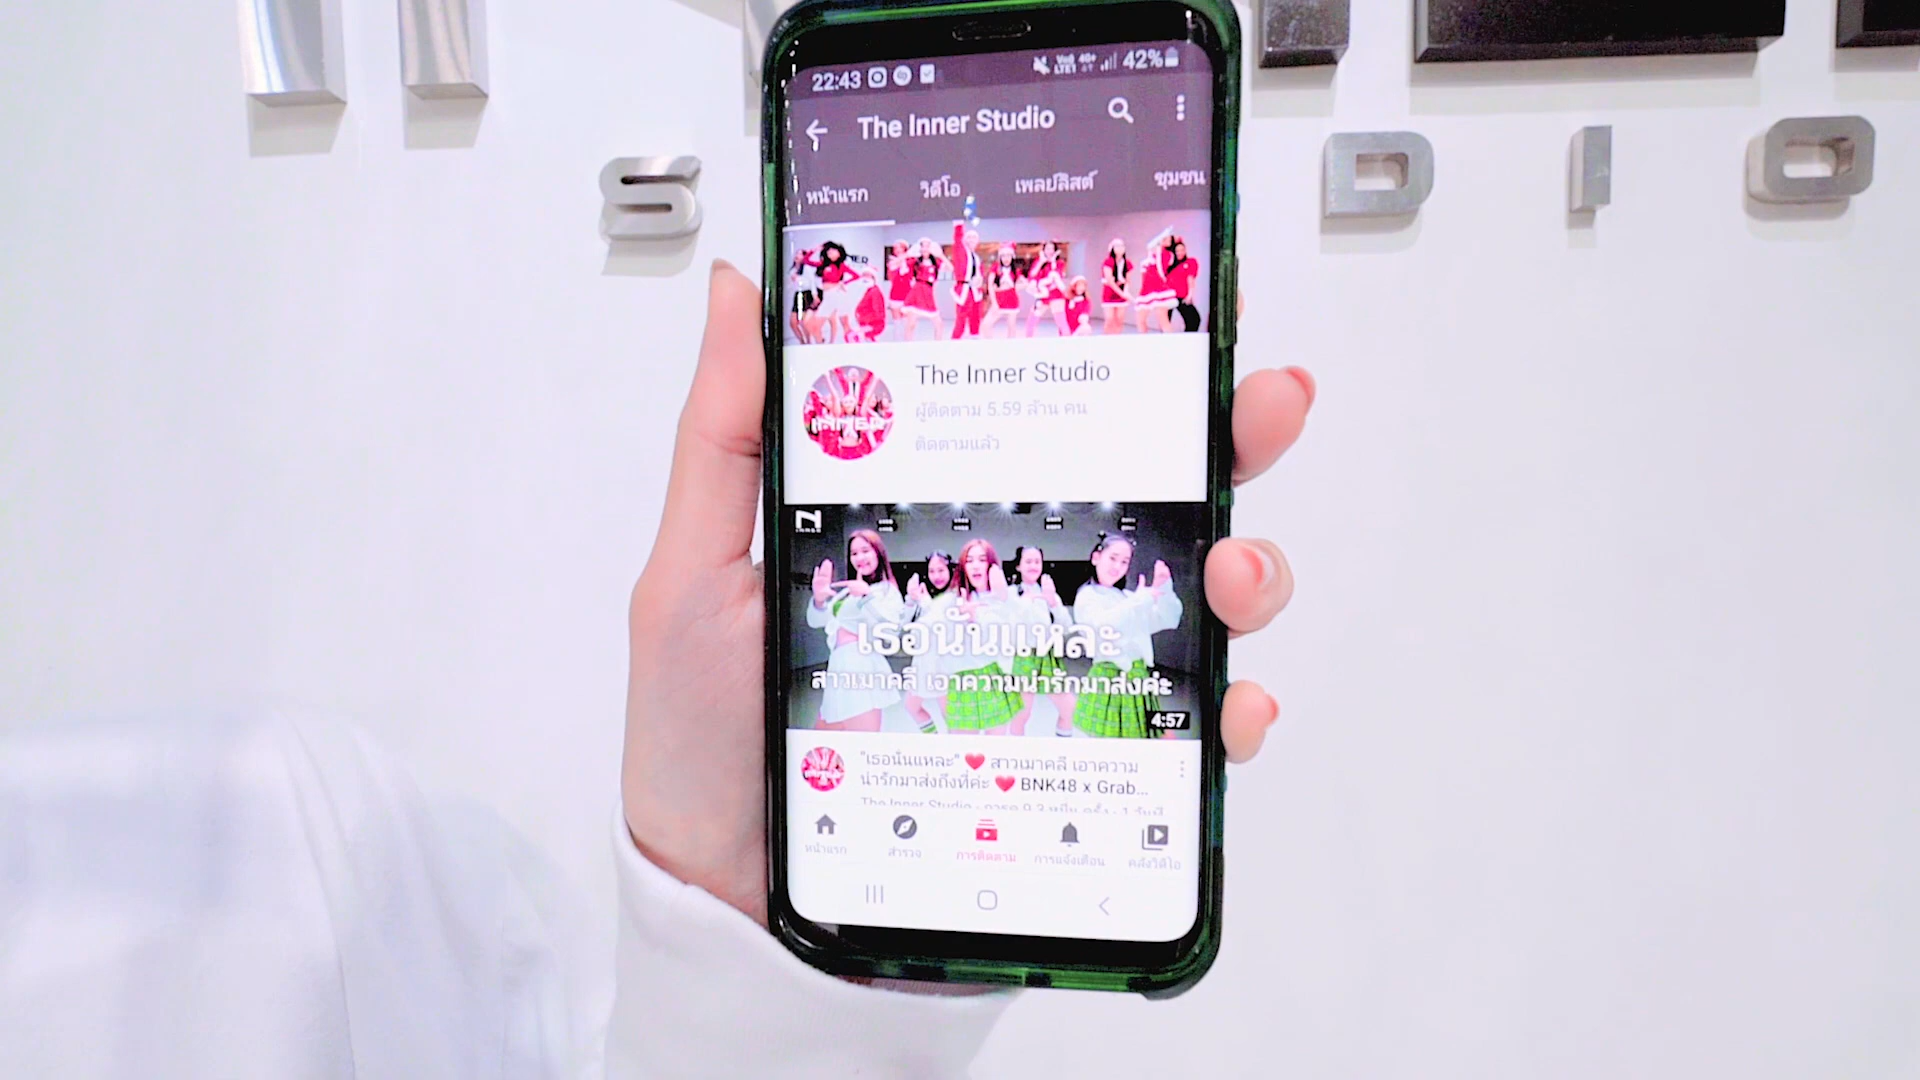 22:43 42%
The Inner Studio
หน้าแรก วิดีโอ เพลย์ลิสต์ ชุมชน
S DIO
The Inner Studio
ผู้ติดตาม 5.59 ล้าน คน
ติดตามแล้ว
เธอนั่นแหละ
สาวเมาคลี เอาความน่ารักมาส่งค่ะ
4:57
"เธอนั่นแหละ" ❤️ สาวเมาคลี เอาความ
น่ารักมาส่งถึงที่ค่ะ ❤️ BNK48 x Grab...
The Inner Studio
หน้าแรก สำรวจ การติดตาม การแจ้งเตือน คลังวิดีโอ